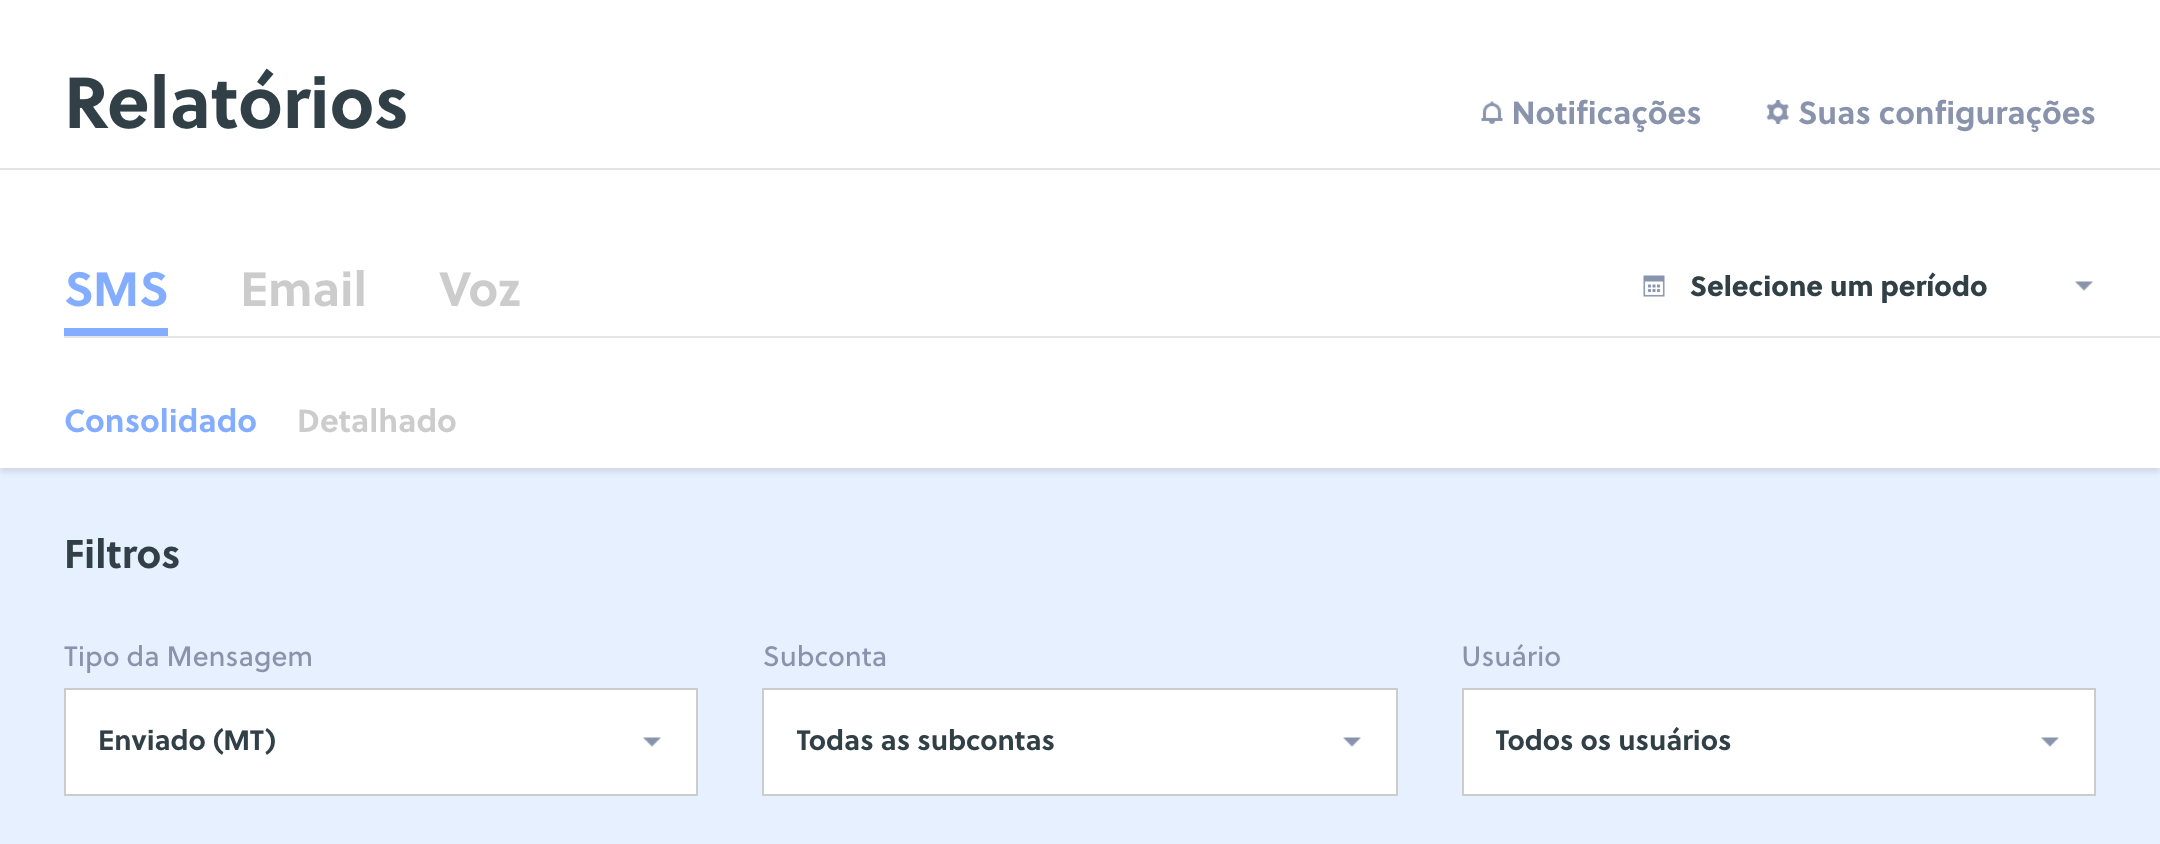 Relatórios
Notificações
Suas configurações
SMS Email Voz
Selecione um período
Consolidado Detalhado
Filtros
Tipo da Mensagem
Enviado (MT)
Subconta
Todas as subcontas
Usuário
Todos os usuários